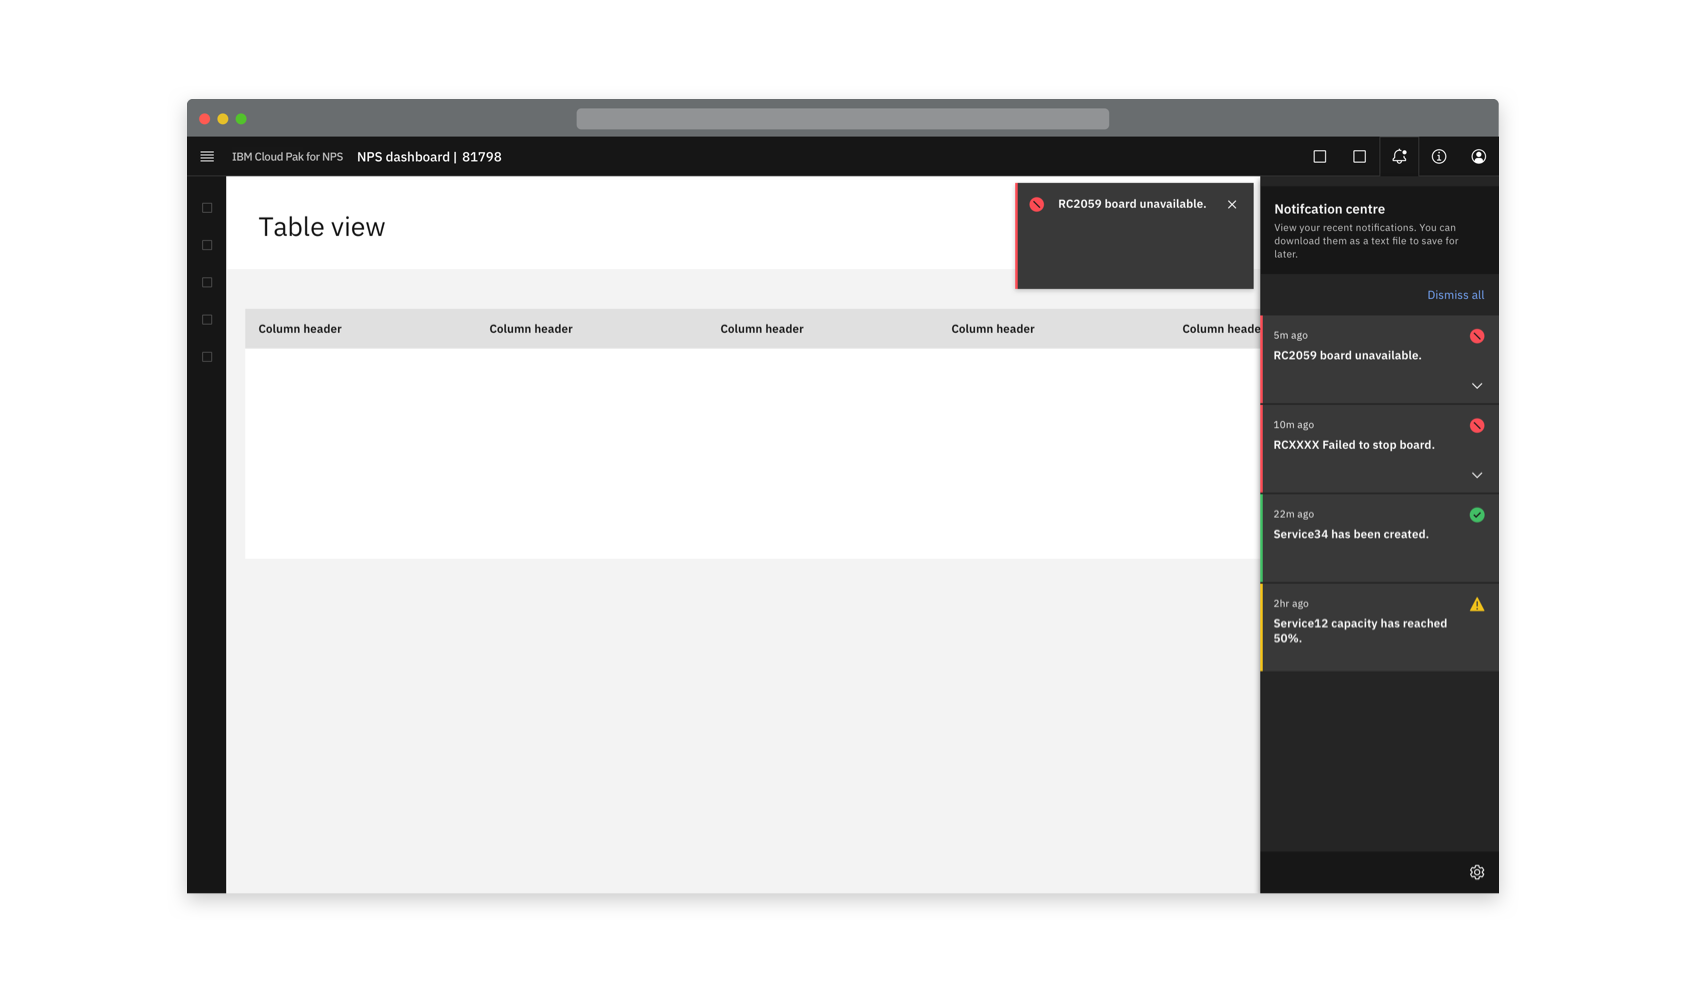 IBM Cloud Pak for NPS NPS dashboard | 81798
Table view
RC2059 board unavailable.
Column header Column header Column header Column header Column heade
Notifcation centre
View your recent notifications. You can
download them as a text file to save for
later.
Dismiss all
5m ago
RC2059 board unavailable.
10m ago
RCXXXX Failed to stop board.
22m ago
Service34 has been created.
2hr ago
Service12 capacity has reached
50%.